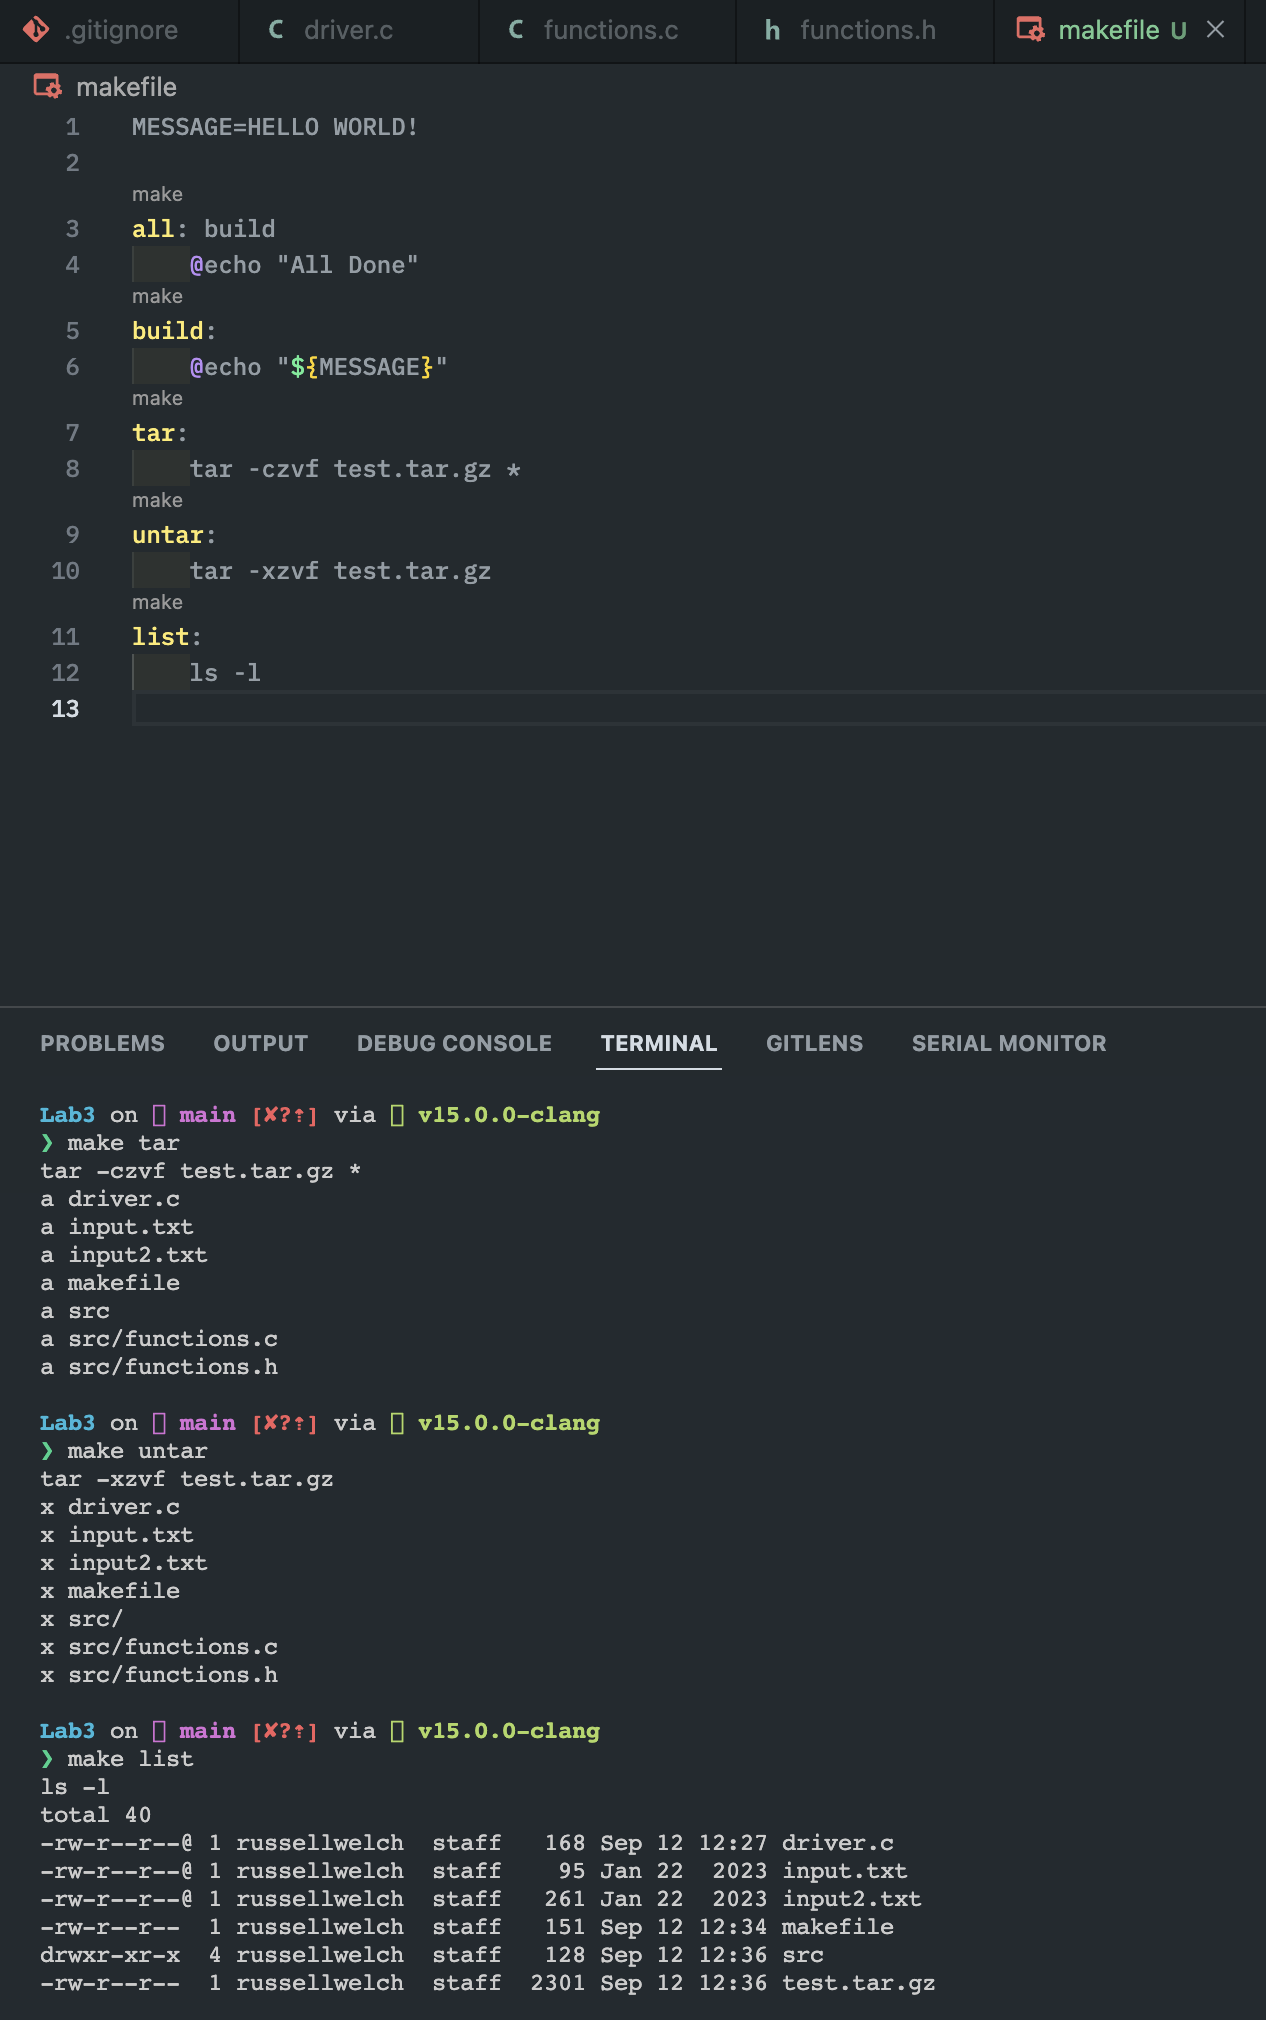 .gitignore C driver.c C functions.c h functions.h makefile U ×
makefile
1 MESSAGE=HELLO WORLD!
2
make
3 all: build
4 @echo "All Done"
make
5 build:
6 @echo "${MESSAGE}"
make
7 tar:
8 tar -czvf test.tar.gz *
make
9 untar:
10 tar -xzvf test.tar.gz
make
11 list:
12 ls -l
13
PROBLEMS OUTPUT DEBUG CONSOLE TERMINAL GITLENS SERIAL MONITOR
Lab3 on main [✘?⇡] via v15.0.0-clang
❯ make tar
tar -czvf test.tar.gz *
a driver.c
a input.txt
a input2.txt
a makefile
a src
a src/functions.c
a src/functions.h
Lab3 on main [✘?⇡] via v15.0.0-clang
❯ make untar
tar -xzvf test.tar.gz
x driver.c
x input.txt
x input2.txt
x makefile
x src/
x src/functions.c
x src/functions.h
Lab3 on main [✘?⇡] via v15.0.0-clang
❯ make list
ls -l
total 40
-rw-r--r--@ 1 russellwelch staff 168 Sep 12 12:27 driver.c
-rw-r--r--@ 1 russellwelch staff 95 Jan 22 2023 input.txt
-rw-r--r--@ 1 russellwelch staff 261 Jan 22 2023 input2.txt
-rw-r--r-- 1 russellwelch staff 151 Sep 12 12:34 makefile
drwxr-xr-x 4 russellwelch staff 128 Sep 12 12:36 src
-rw-r--r-- 1 russellwelch staff 2301 Sep 12 12:36 test.tar.gz